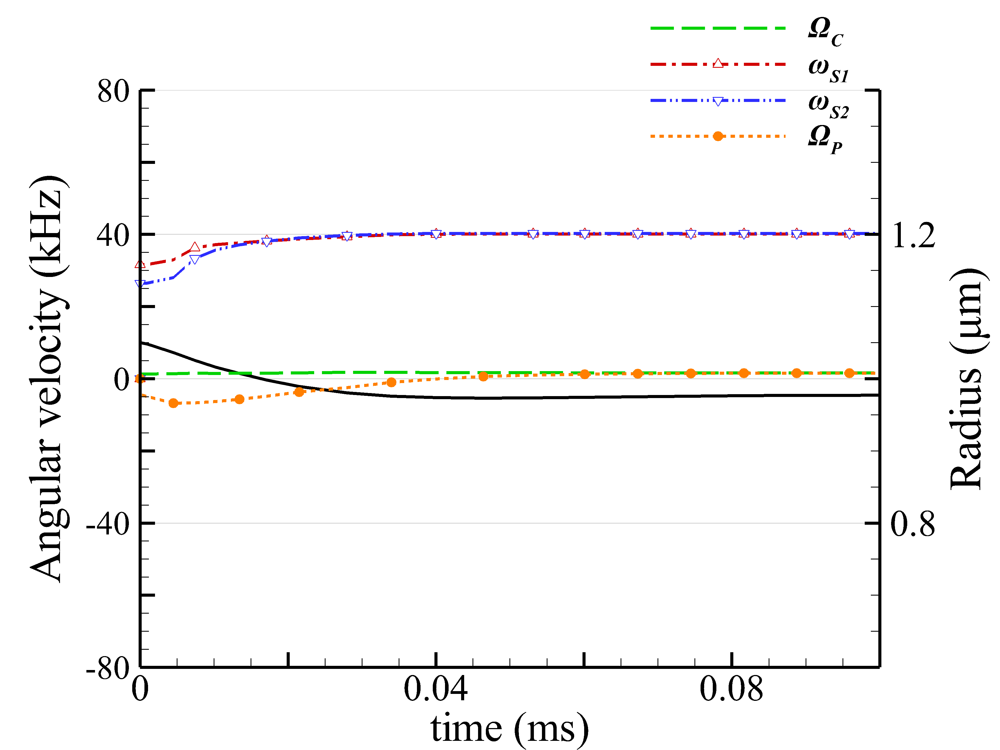 Ω_C
ω_S1
ω_S2
Ω_P
80
40
0
-40
-80
Angular velocity (kHz)
1.2
0.8
Radius (μm)
0
0.04
0.08
time (ms)